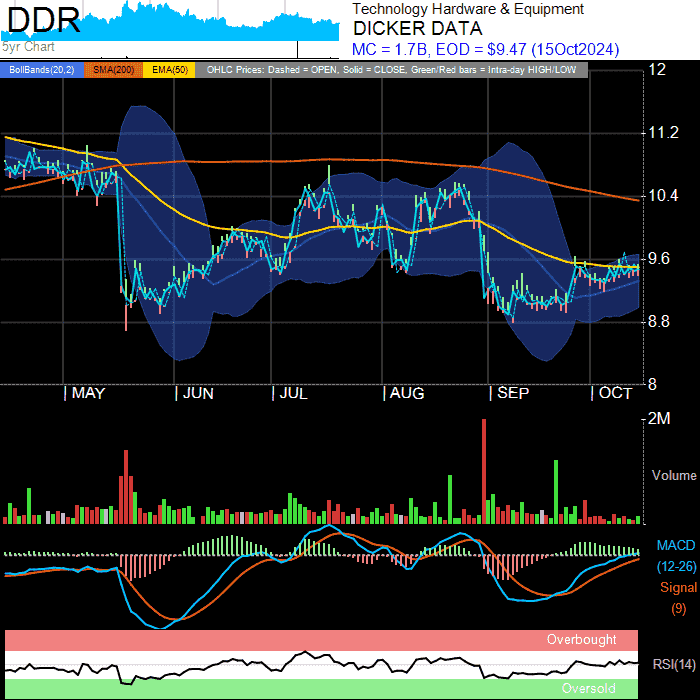 DDR
5yr Chart
Technology Hardware & Equipment
DICKER DATA
MC = 1.7B, EOD = $9.47 (15Oct2024)
BollBands(20,2) SMA(200) EMA(50) OHLC Prices: Dashed = OPEN, Solid = CLOSE, Green/Red bars = Intra-day HIGH/LOW
12
11.2
10.4
9.6
8.8
8
| MAY | JUN | JUL | AUG | SEP | OCT
2M
Volume
MACD
(12-26)
Signal
(9)
Overbought
RSI(14)
Oversold